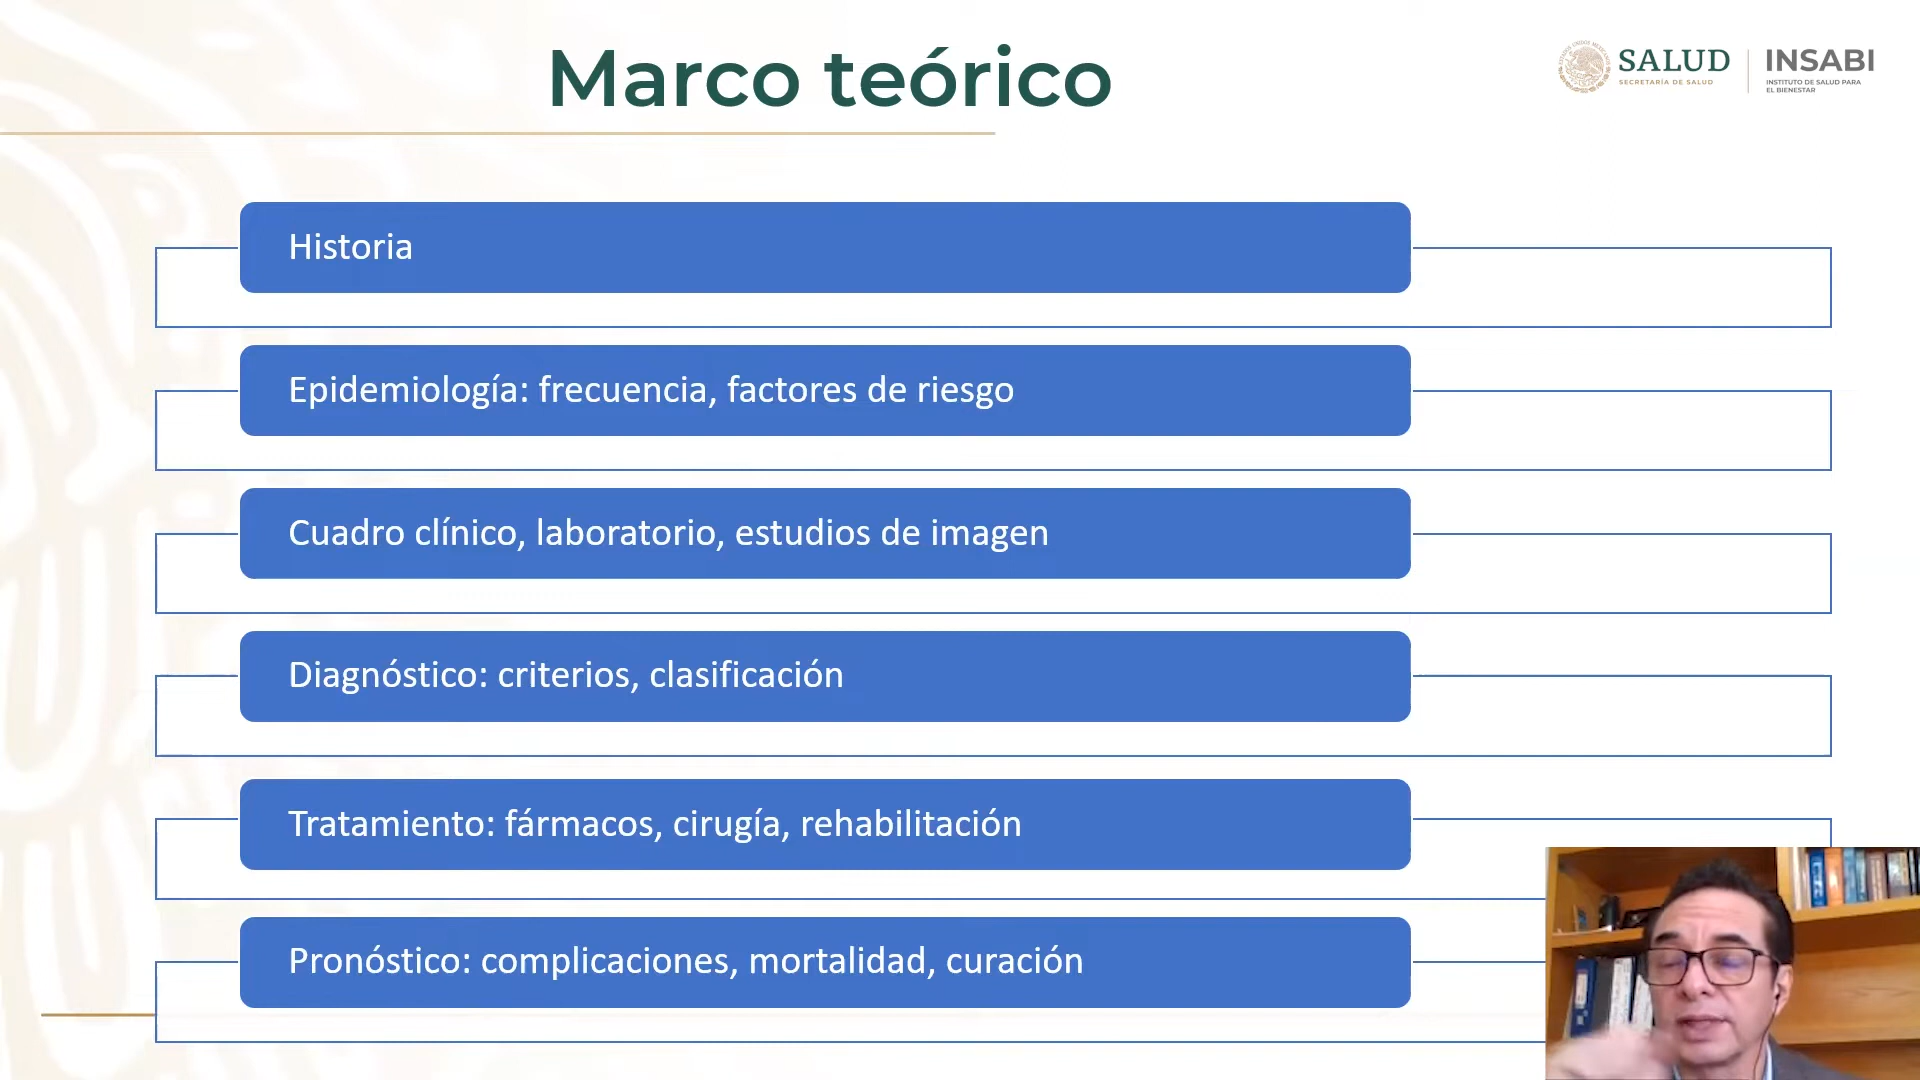 Marco teórico
SALUD
SECRETARÍA DE SALUD
INSABI
INSTITUTO DE SALUD PARA
EL BIENESTAR
Historia
Epidemiología: frecuencia, factores de riesgo
Cuadro clínico, laboratorio, estudios de imagen
Diagnóstico: criterios, clasificación
Tratamiento: fármacos, cirugía, rehabilitación
Pronóstico: complicaciones, mortalidad, curación